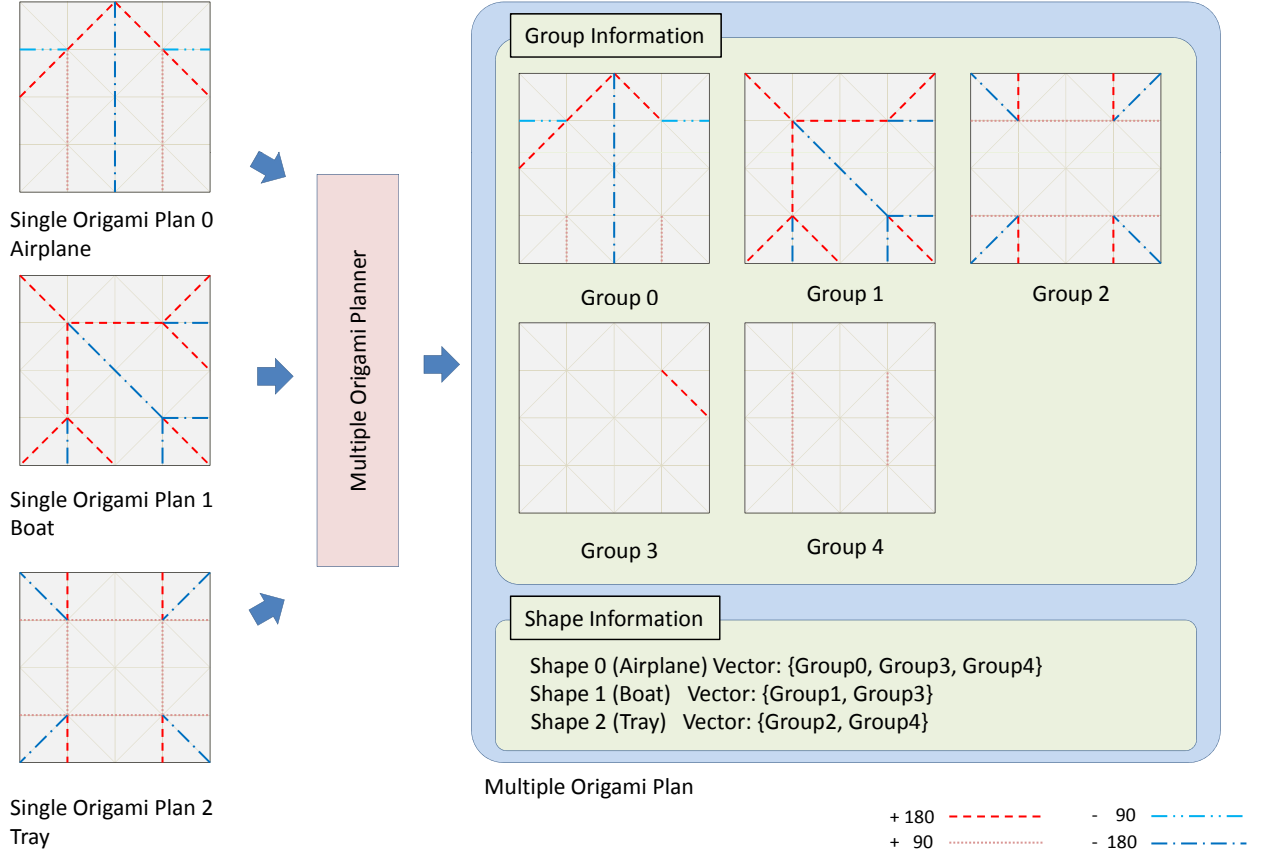 Single Origami Plan 0
Airplane
Single Origami Plan 1
Boat
Single Origami Plan 2
Tray
Multiple Origami Planner
Group Information
Group 0
Group 1
Group 2
Group 3
Group 4
Shape Information
Shape 0 (Airplane) Vector: {Group0, Group3, Group4}
Shape 1 (Boat) Vector: {Group1, Group3}
Shape 2 (Tray) Vector: {Group2, Group4}
Multiple Origami Plan
+ 180
- 90
+ 90
- 180